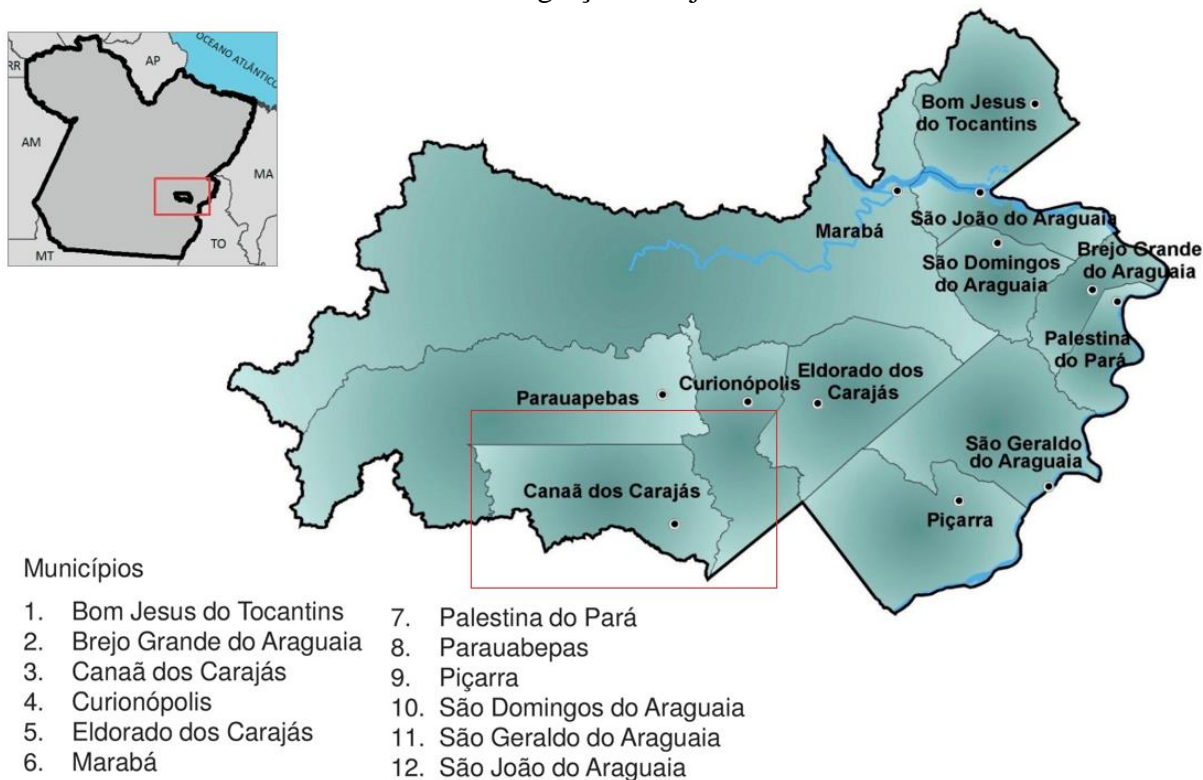 OCEANO ATLÂNTICO
RR
AP
AM
MA
TO
MT
Bom Jesus
do Tocantins
São João do Araguaia
Marabá
Brejo Grande
do Araguaia
São Domingos
do Araguaia
Palestina
do Pará
Eldorado dos
Carajás
Curionópolis
Parauapebas
São Geraldo
do Araguaia
Canaã dos Carajás
Piçarra
Municípios
1. Bom Jesus do Tocantins
2. Brejo Grande do Araguaia
3. Canaã dos Carajás
4. Curionópolis
5. Eldorado dos Carajás
6. Marabá
7. Palestina do Pará
8. Parauabepas
9. Piçarra
10. São Domingos do Araguaia
11. São Geraldo do Araguaia
12. São João do Araguaia